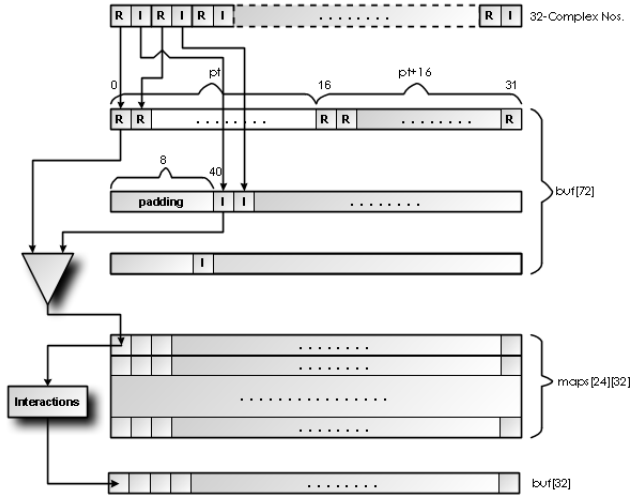 R I R I R I ........ R I 32-Complex Nos.
0 pt 16 pt+16 31
R R ........ R R ........ R
8 40
buf[72]
padding I I ........
I
........
........
maps[24][32]
...............
Interactions
........
........ buf[32]